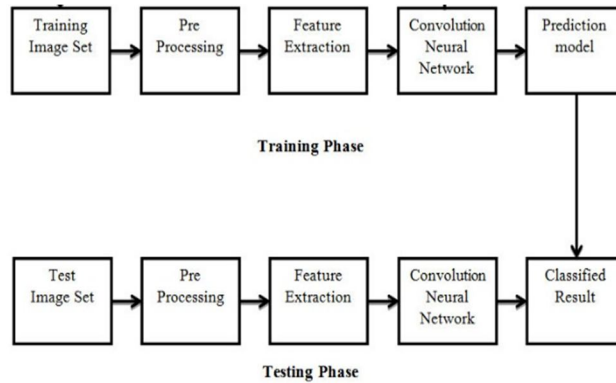 Training
Image Set
Pre
Processing
Feature
Extraction
Convolution
Neural
Network
Prediction
model
Training Phase
Test
Image Set
Pre
Processing
Feature
Extraction
Convolution
Neural
Network
Classified
Result
Testing Phase